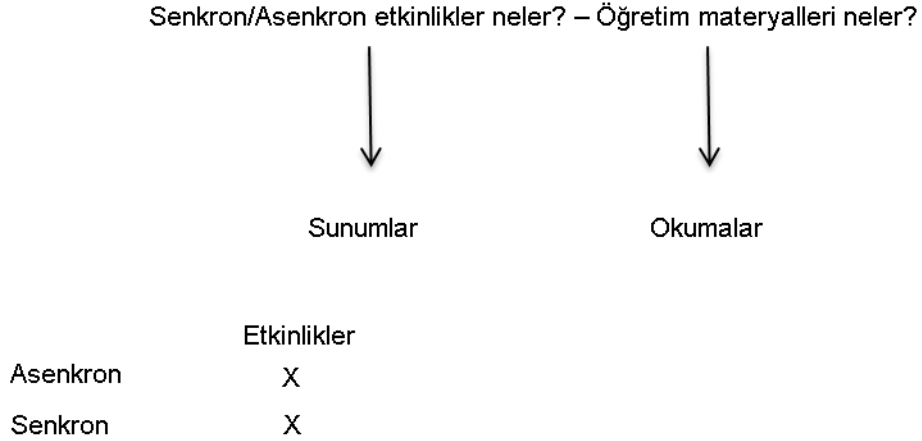 Senkron/Asenkron etkinlikler neler? – Öğretim materyalleri neler?
Sunumlar Okumalar
Etkinlikler
Asenkron X
Senkron X